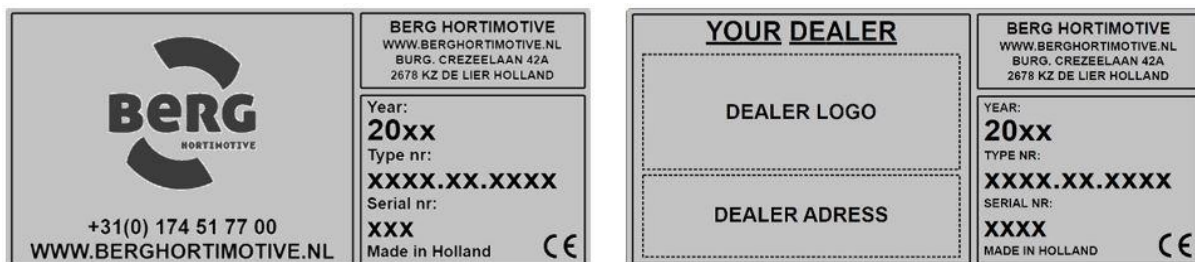 BERG
HORTIMOTIVE
+31(0) 174 51 77 00
WWW.BERGHORTIMOTIVE.NL
BERG HORTIMOTIVE
WWW.BERGHORTIMOTIVE.NL
BURG. CREZEELAAN 42A
2678 KZ DE LIER HOLLAND
Year:
20xx
Type nr:
xxxx.xx.xxxx
Serial nr:
xxx
Made in Holland CE
YOUR DEALER
DEALER LOGO
DEALER ADRESS
BERG HORTIMOTIVE
WWW.BERGHORTIMOTIVE.NL
BURG. CREZEELAAN 42A
2678 KZ DE LIER HOLLAND
YEAR:
20xx
TYPE NR:
XXXX.XX.XXXX
SERIAL NR:
XXXX
MADE IN HOLLAND CE